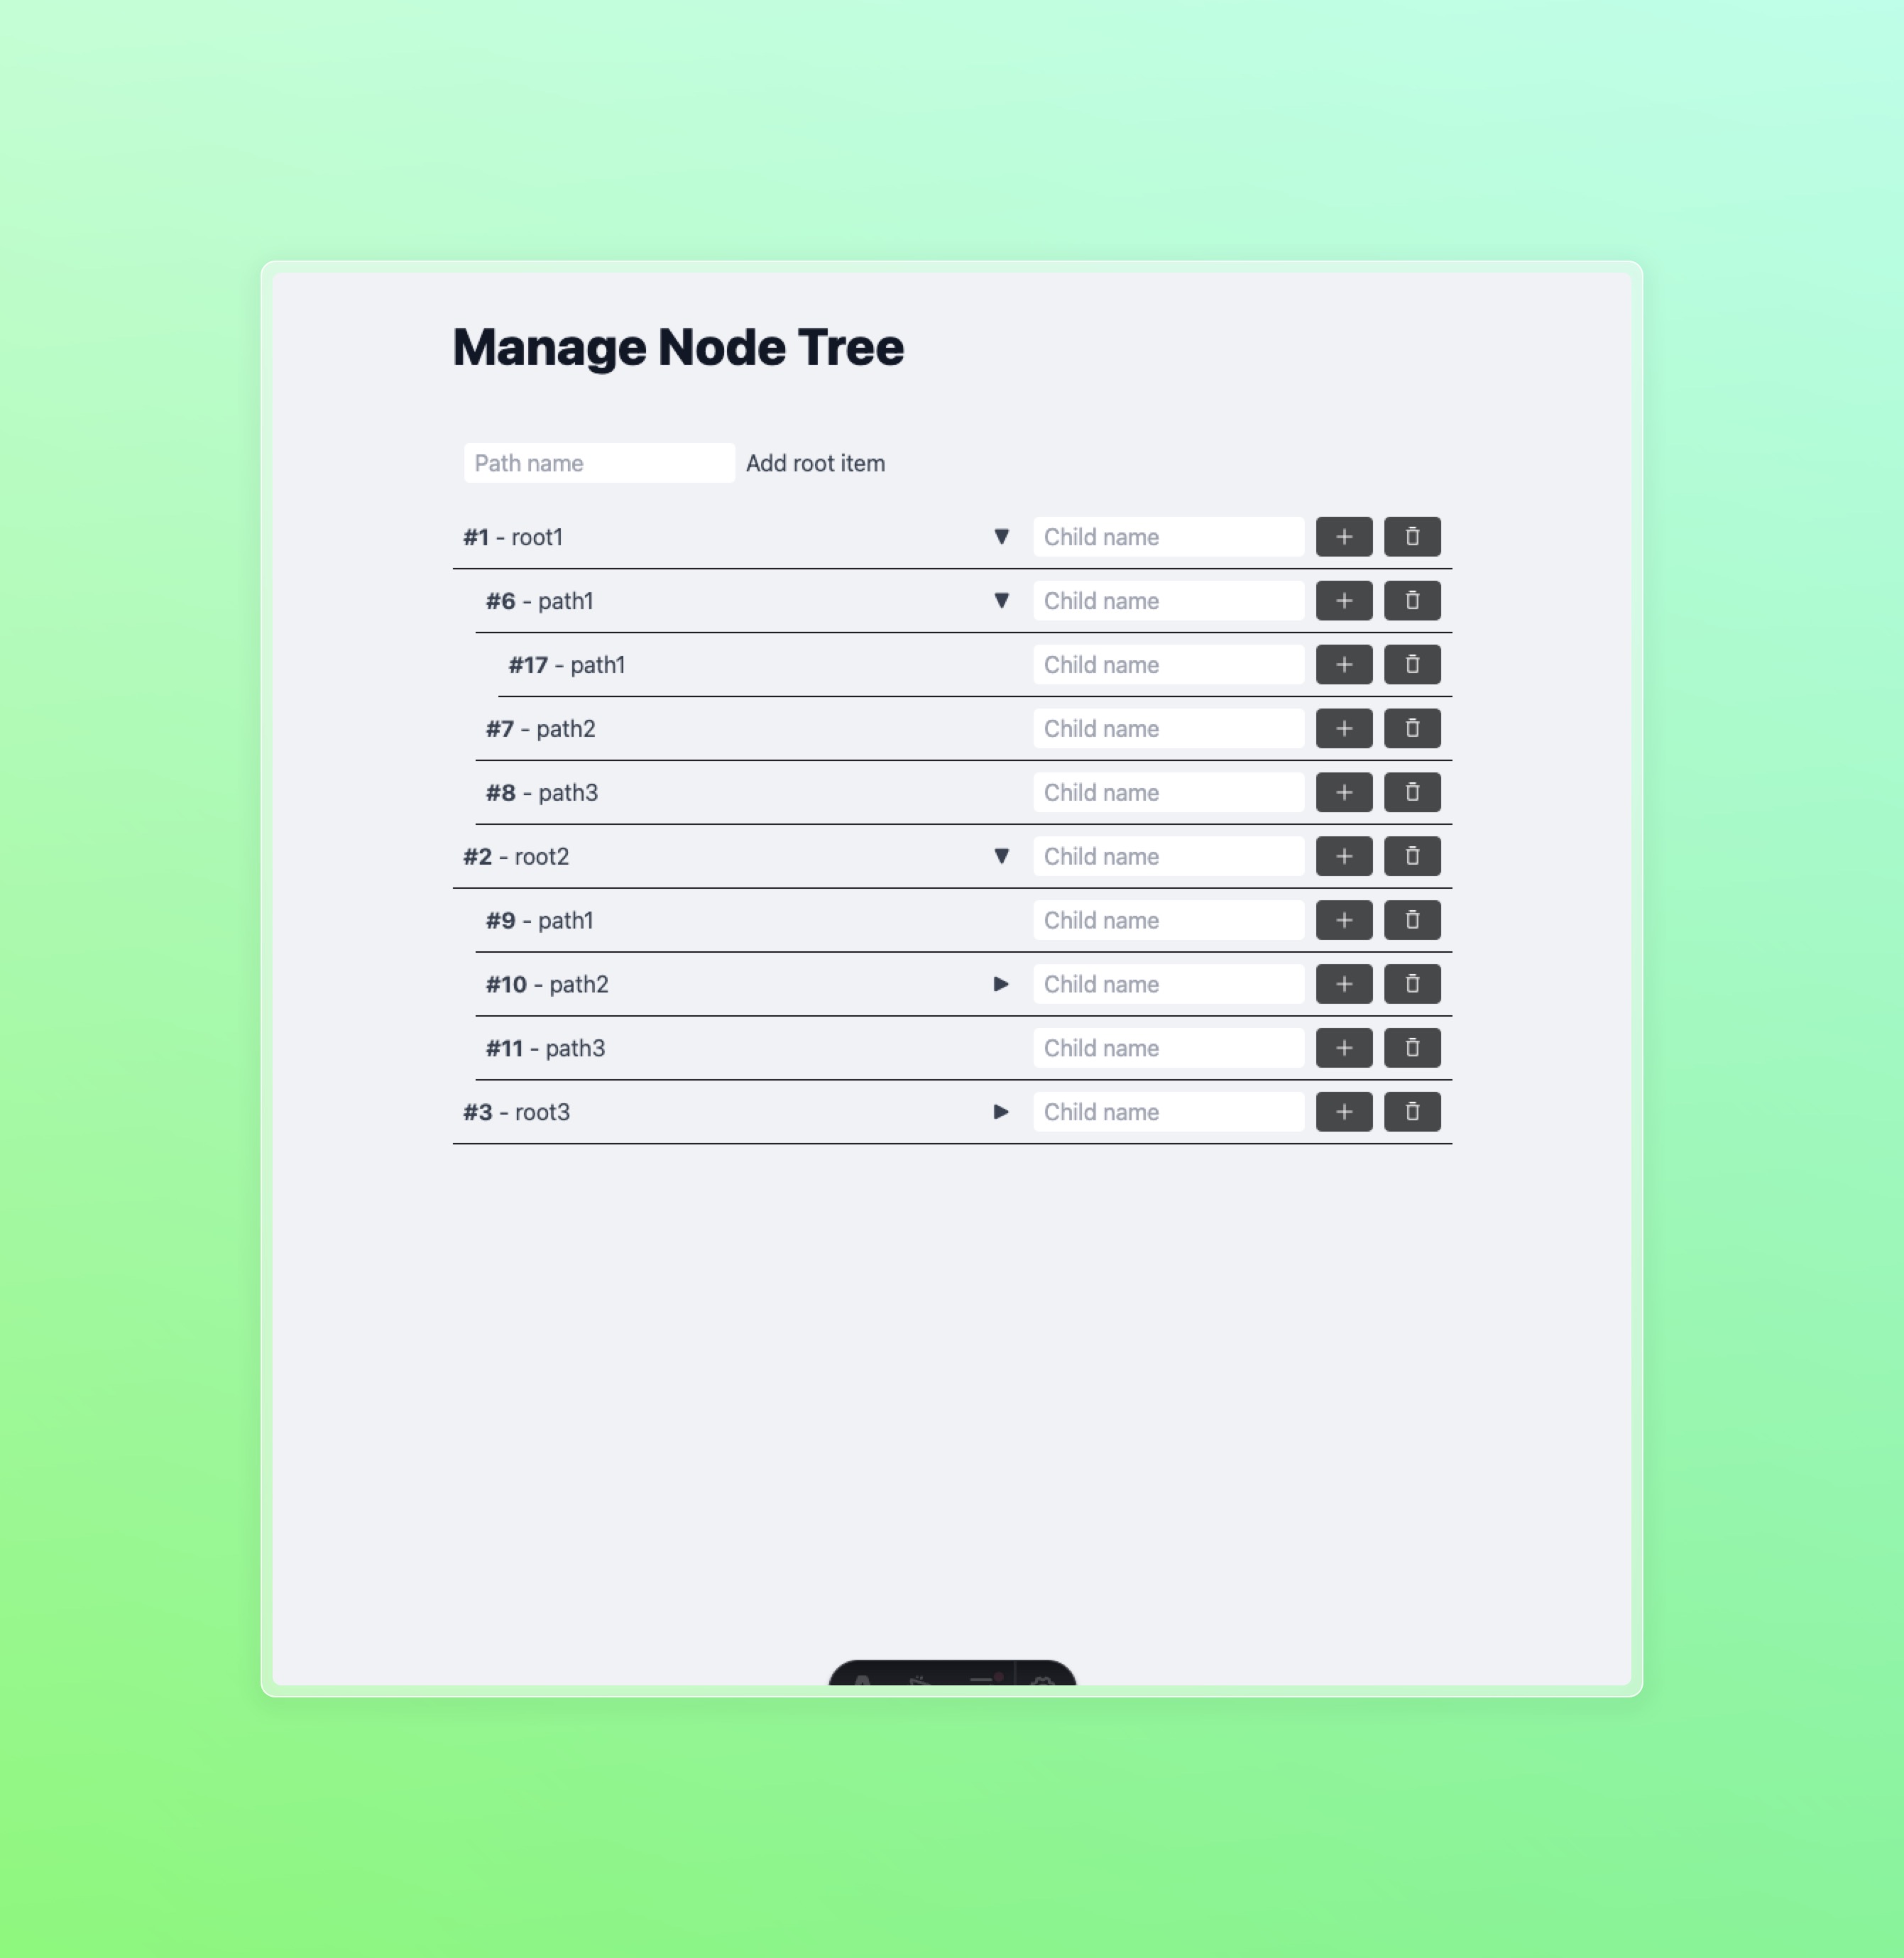 Manage Node Tree
Path name Add root item
#1 - root1 Child name
#6 - path1 Child name
#17 - path1 Child name
#7 - path2 Child name
#8 - path3 Child name
#2 - root2 Child name
#9 - path1 Child name
#10 - path2 Child name
#11 - path3 Child name
#3 - root3 Child name